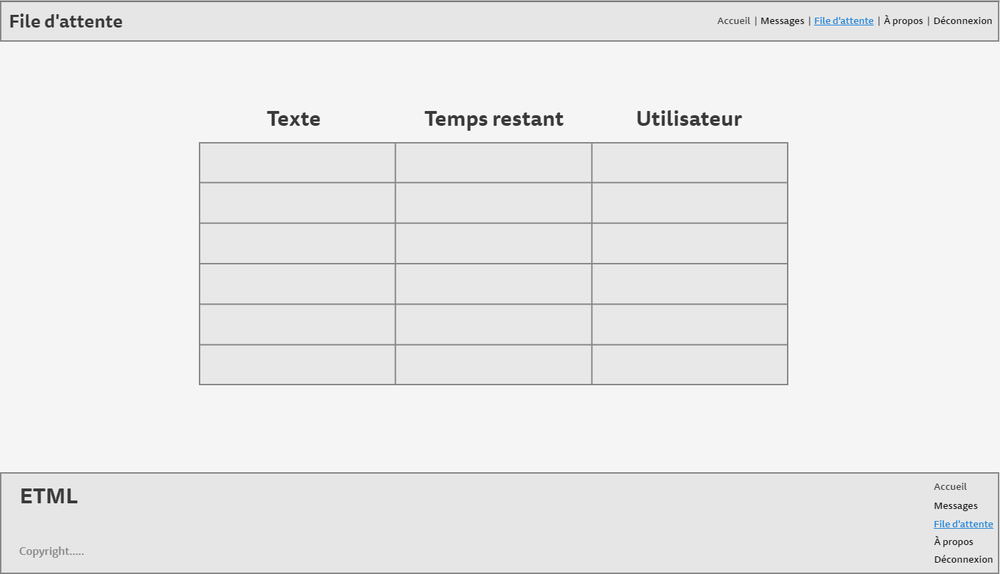 File d'attente
Accueil | Messages | File d'attente | À propos | Déconnexion
Texte Temps restant Utilisateur
ETML
Copyright.....
Accueil
Messages
File d'attente
À propos
Déconnexion